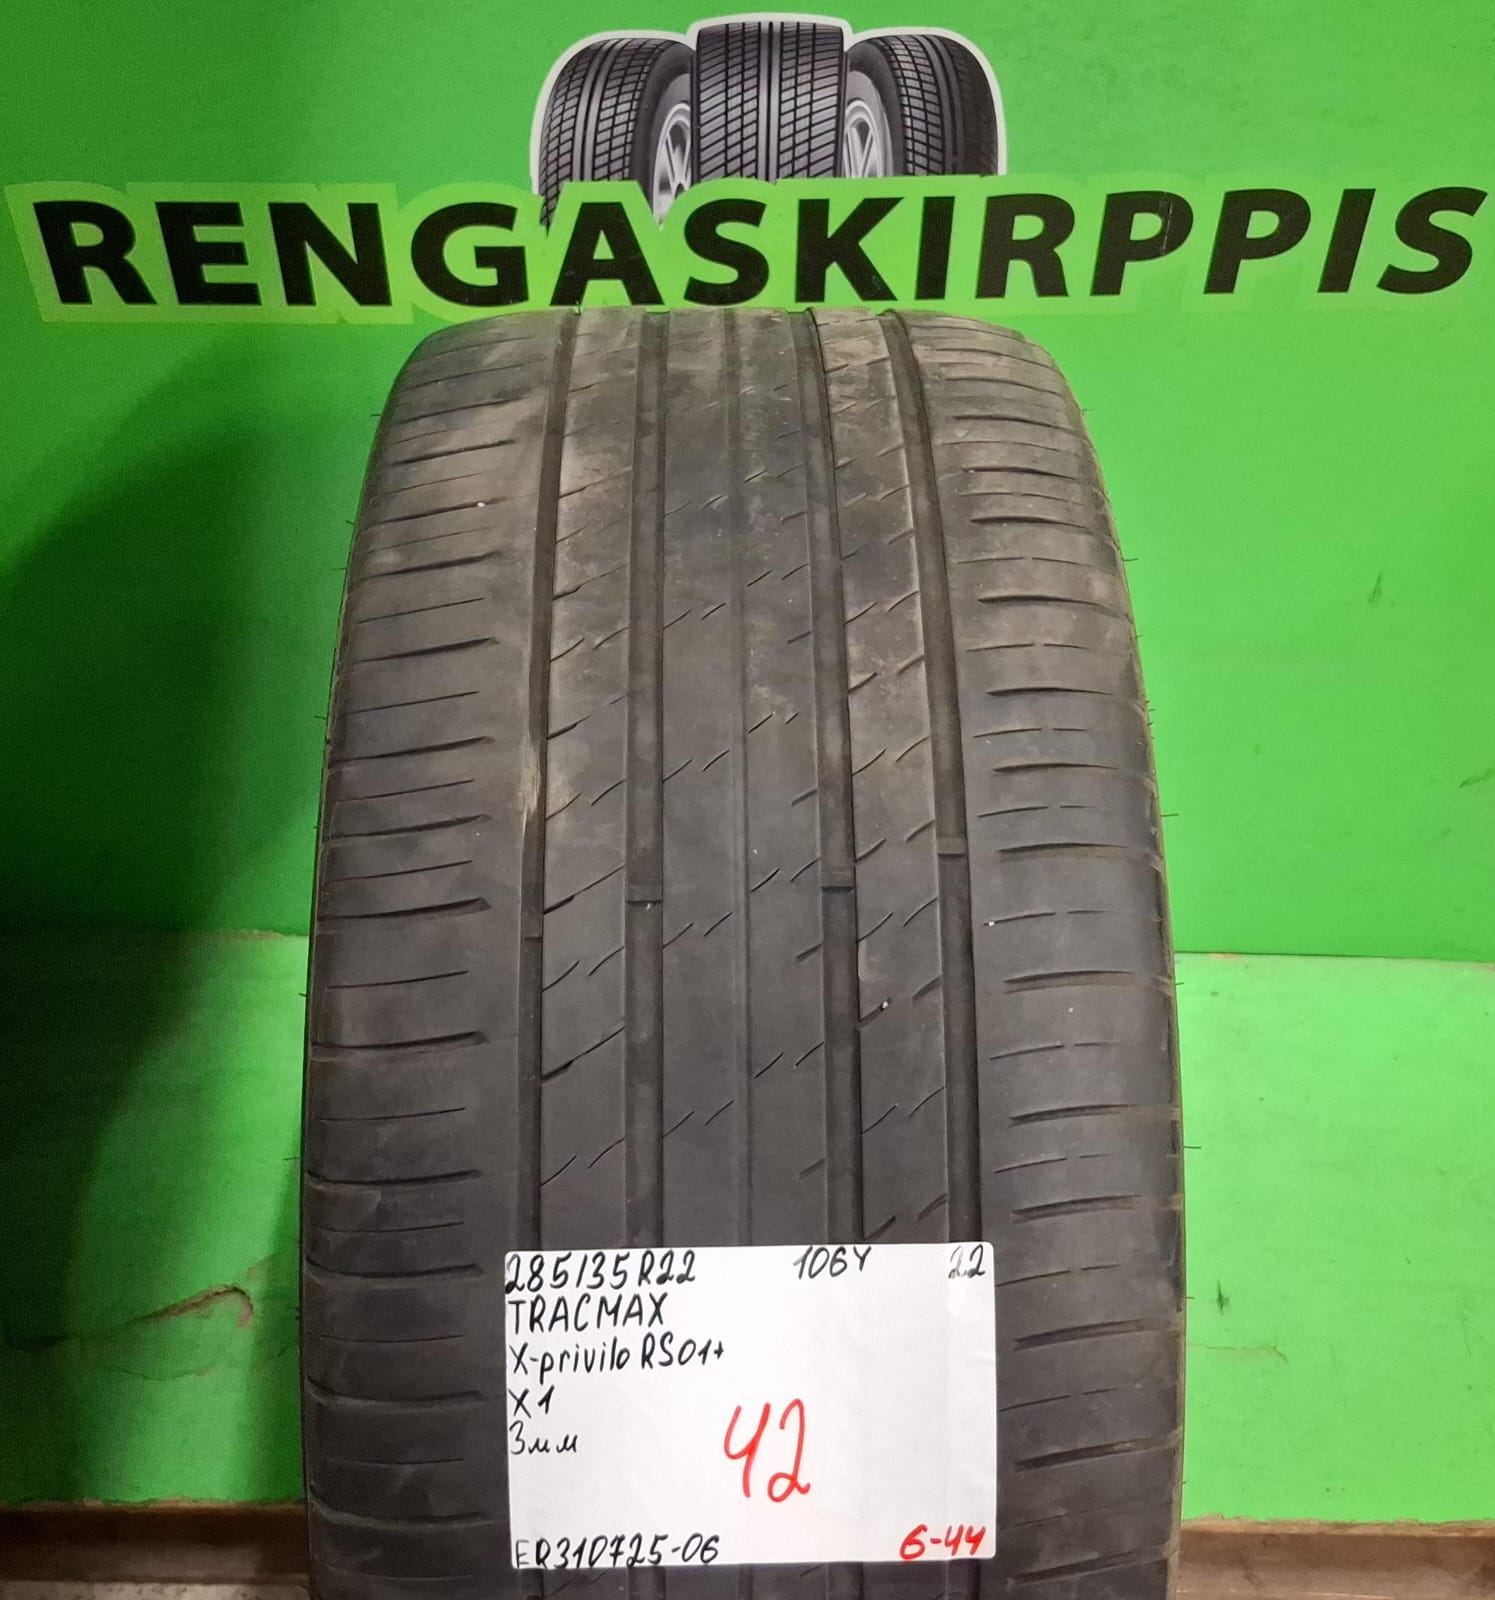 RENGASKIRPPIS
285/35 R22 106Y 22
TRACMAX
X-privilo RS01+
X1
3мм
42
ER310725-06 6-44